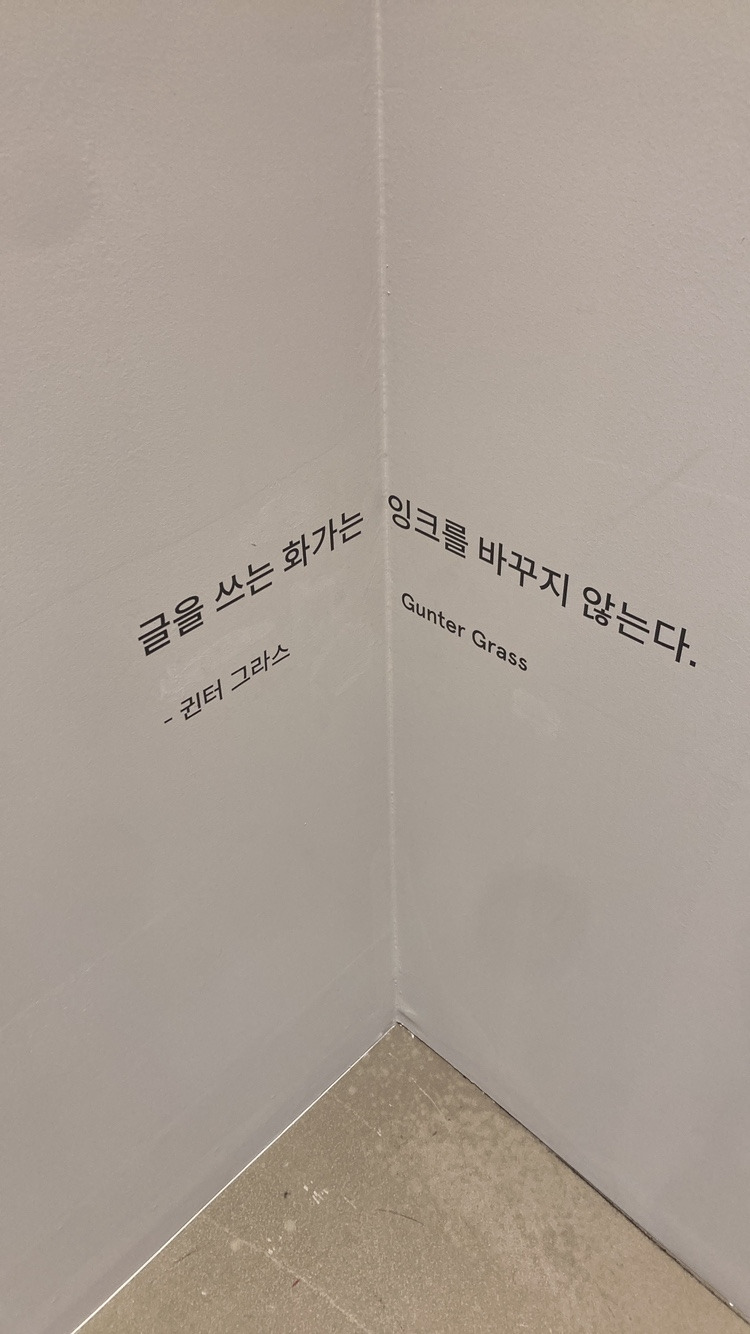 글을 쓰는 화가는 잉크를 바꾸지 않는다.
- 귄터 그라스 Gunter Grass